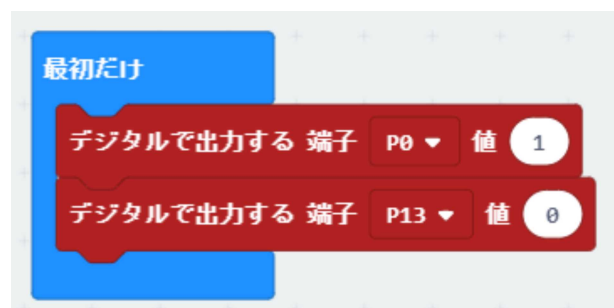 最初だけ
デジタルで出力する 端子 P0 値 1
デジタルで出力する 端子 P13 値 0